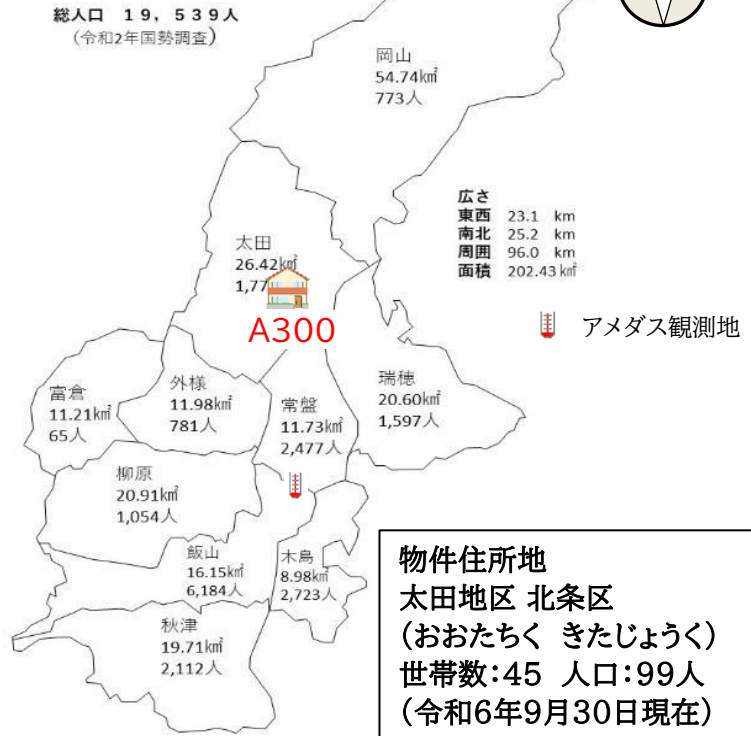 総人口 19,539人
(令和2年国勢調査)
岡山
54.74㎢
773人
広さ
東西 23.1 km
南北 25.2 km
周囲 96.0 km
面積 202.43㎢
太田
26.42㎢
1,77
A300
アメダス観測地
富倉
11.21㎢
65人
外様
11.98㎢
781人
常盤
11.73㎢
2,477人
瑞穂
20.60㎢
1,597人
柳原
20.91㎢
1,054人
飯山
16.15㎢
6,184人
木島
8.98㎢
2,723人
秋津
19.71㎢
2,112人
物件住所地
太田地区 北条区
(おおたちく きたじょうく)
世帯数:45 人口:99人
(令和6年9月30日現在)